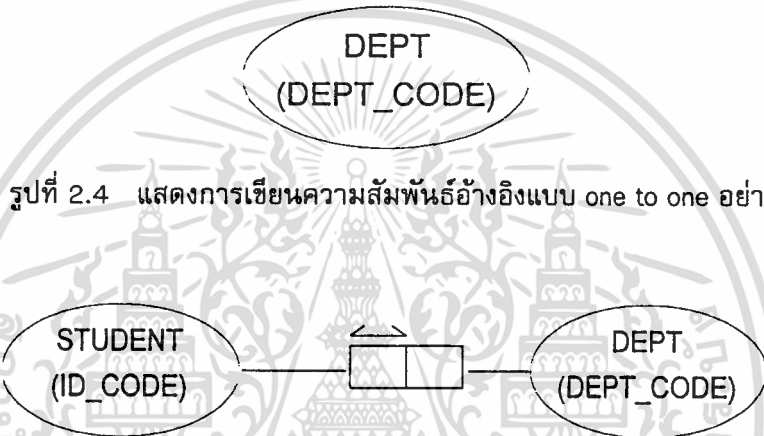 DEPT
(DEPT_CODE)
รูปที่ 2.4 แสดงการเขียนความสัมพันธ์อ้างอิงแบบ one to one อย่า
STUDENT
(ID_CODE)
DEPT
(DEPT_CODE)